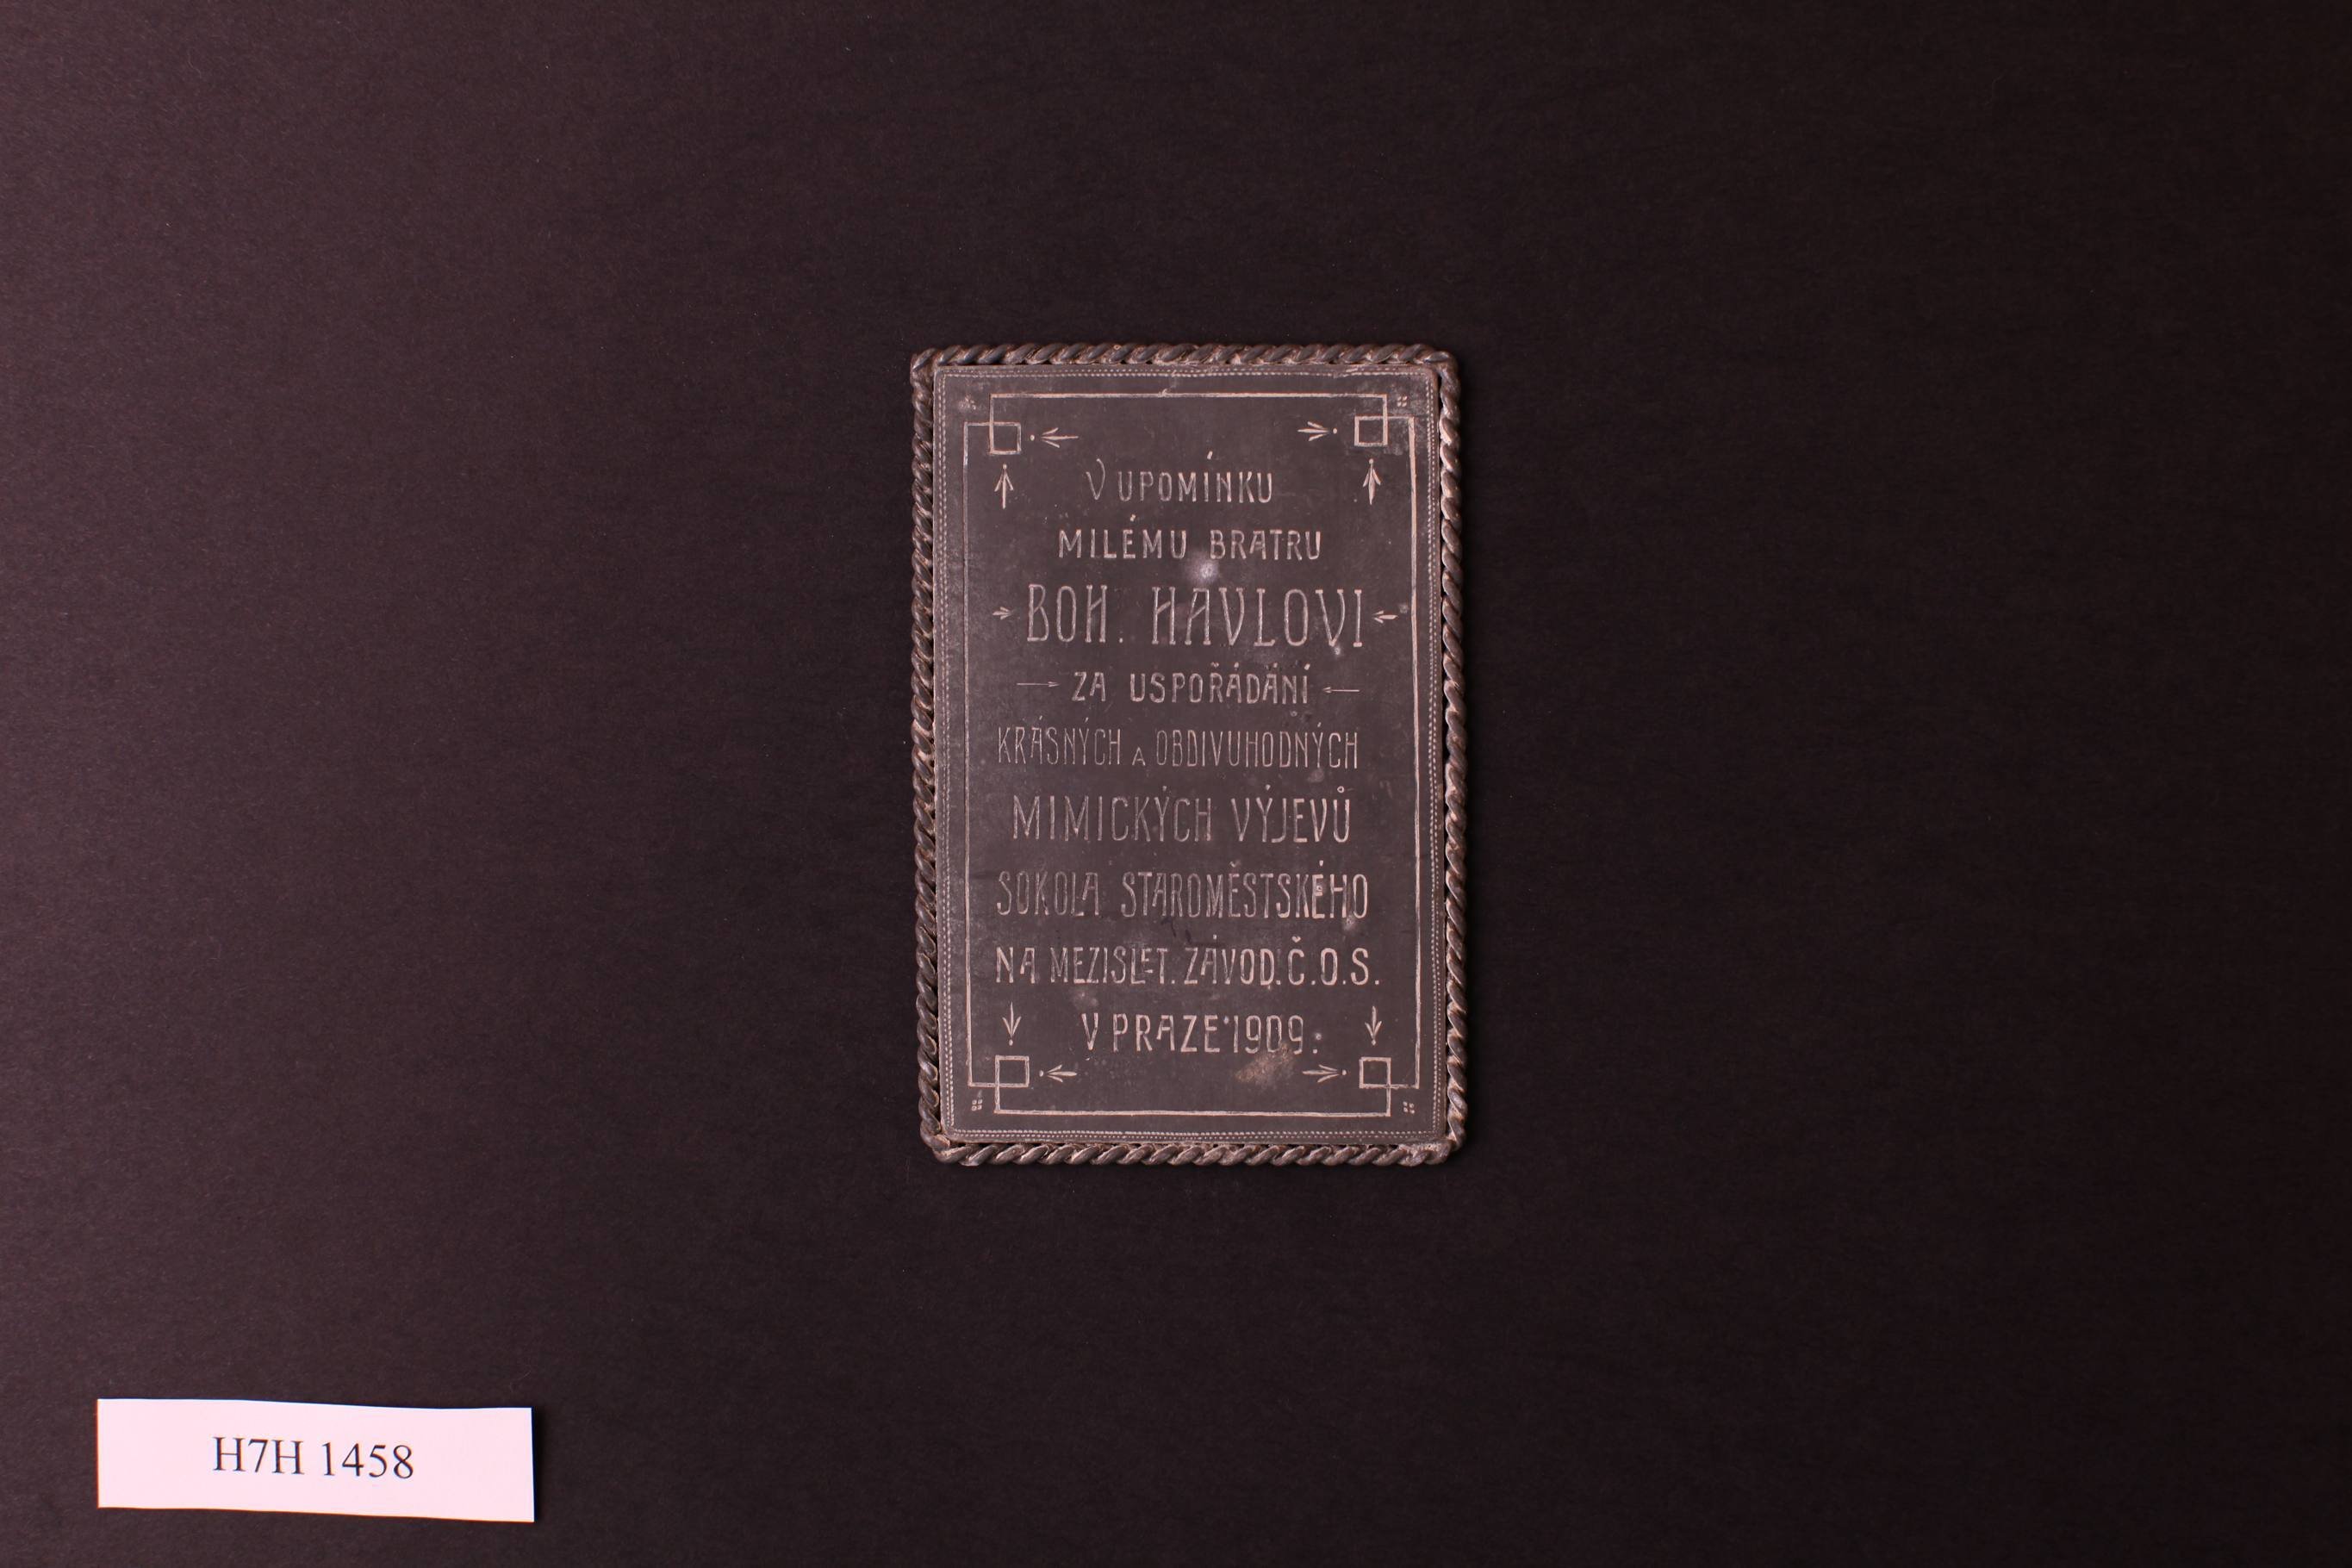 V UPOMÍNKU
MILÉMU BRATRU
BOH. HAVLOVI
ZA USPOŘÁDÁNÍ
KRÁSNÝCH A OBDIVUHODNÝCH
MIMICKÝCH VÝJEVŮ
SOKOLA STAROMĚSTSKÉHO
NA MEZISLET. ZÁVOD. Č.O.S.
V PRAZE 1909.
H7H 1458